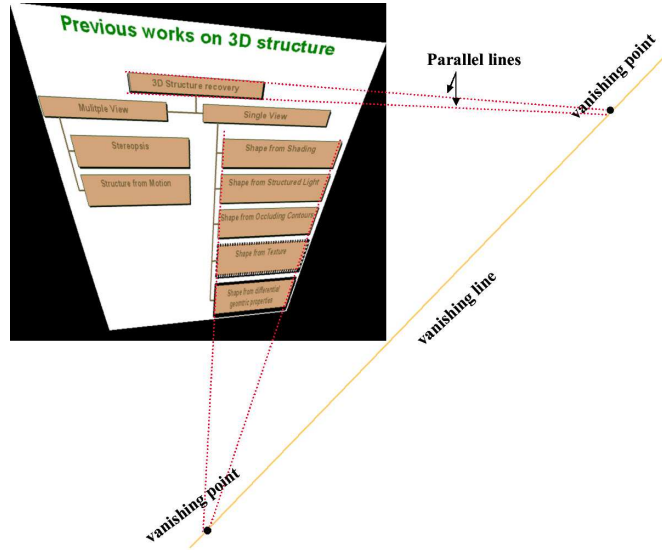 Previous works on 3D structure
3D Structure recovery
Mulitple View
Single View
Stereopsis
Structure from Motion
Shape from Shading
Shape from Structured Light
Shape from Occluding Contours
Shape from Texture
Shape from differential
geometric properties
Parallel lines
vanishing point
vanishing line
vanishing point